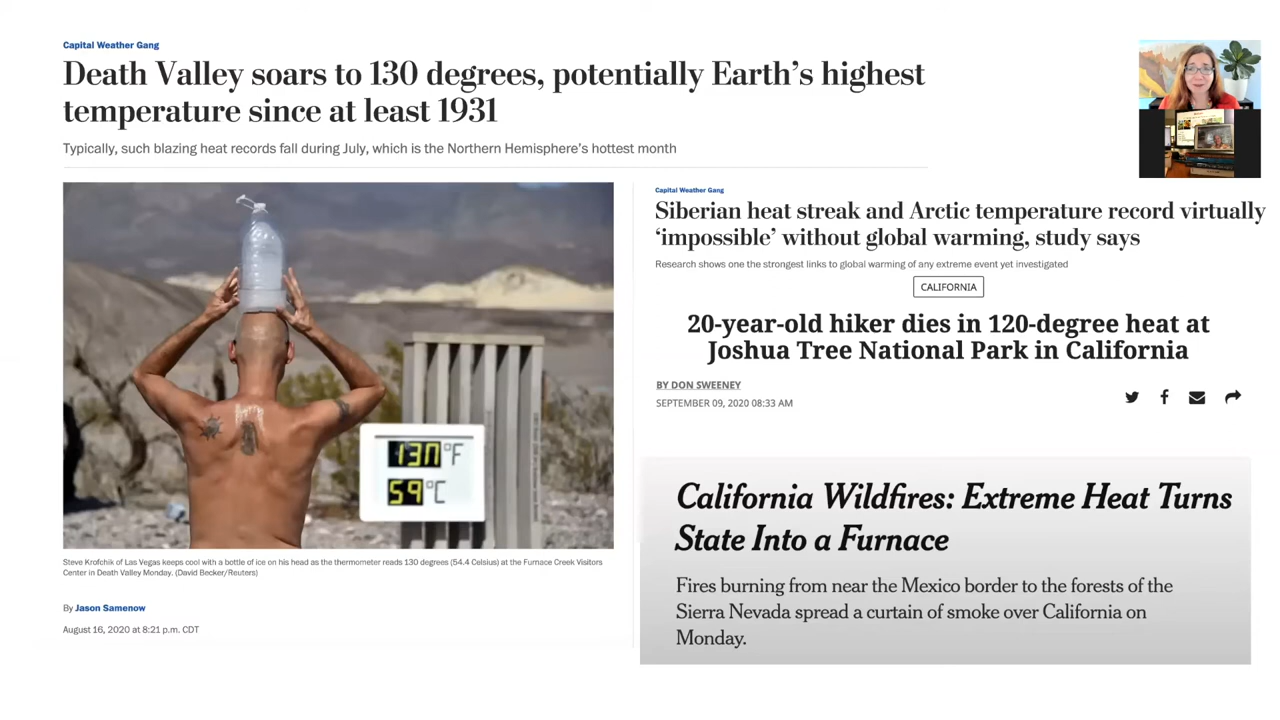 Capital Weather Gang
Death Valley soars to 130 degrees, potentially Earth's highest
temperature since at least 1931
Typically, such blazing heat records fall during July, which is the Northern Hemisphere's hottest month
130°F
59°C
Steve Krofchik of Las Vegas keeps cool with a bottle of ice on his head as the thermometer reads 130 degrees (54.4 Celsius) at the Furnace Creek Visitors
Center in Death Valley Monday. (David Becker/Reuters)
By Jason Samenow
August 16, 2020 at 8:21 p.m. CDT
Capital Weather Gang
Siberian heat streak and Arctic temperature record virtually
‘impossible’ without global warming, study says
Research shows one the strongest links to global warming of any extreme event yet investigated
CALIFORNIA
20-year-old hiker dies in 120-degree heat at
Joshua Tree National Park in California
BY DON SWEENEY
SEPTEMBER 09, 2020 08:33 AM
California Wildfires: Extreme Heat Turns
State Into a Furnace
Fires burning from near the Mexico border to the forests of the
Sierra Nevada spread a curtain of smoke over California on
Monday.